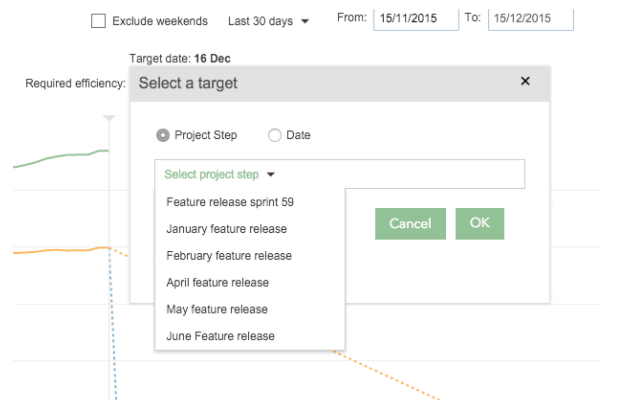 Exclude weekends Last 30 days From: 15/11/2015 To: 15/12/2015
Target date: 16 Dec
Required efficiency:
Select a target ×
Project Step Date
Select project step
Feature release sprint 59
January feature release
February feature release
April feature release
May feature release
June Feature release
Cancel OK